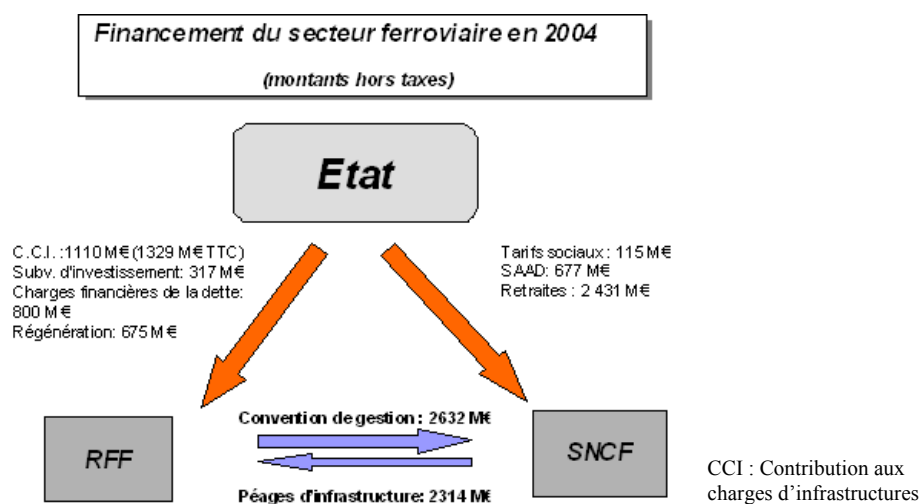 Financement du secteur ferroviaire en 2004
(montants hors taxes)
Etat
C.C.I. :1110 M€ (1329 M€ TTC)
Subv. d'investissement: 317 M€
Charges financières de la dette:
800 M€
Régénération: 675 M€
Tarifs sociaux : 115 M€
SAAD: 677 M€
Retraites : 2 431 M€
Convention de gestion : 2632 M€
RFF
SNCF
Péages d'infrastructure: 2314 M€
CCI : Contribution aux
charges d'infrastructures